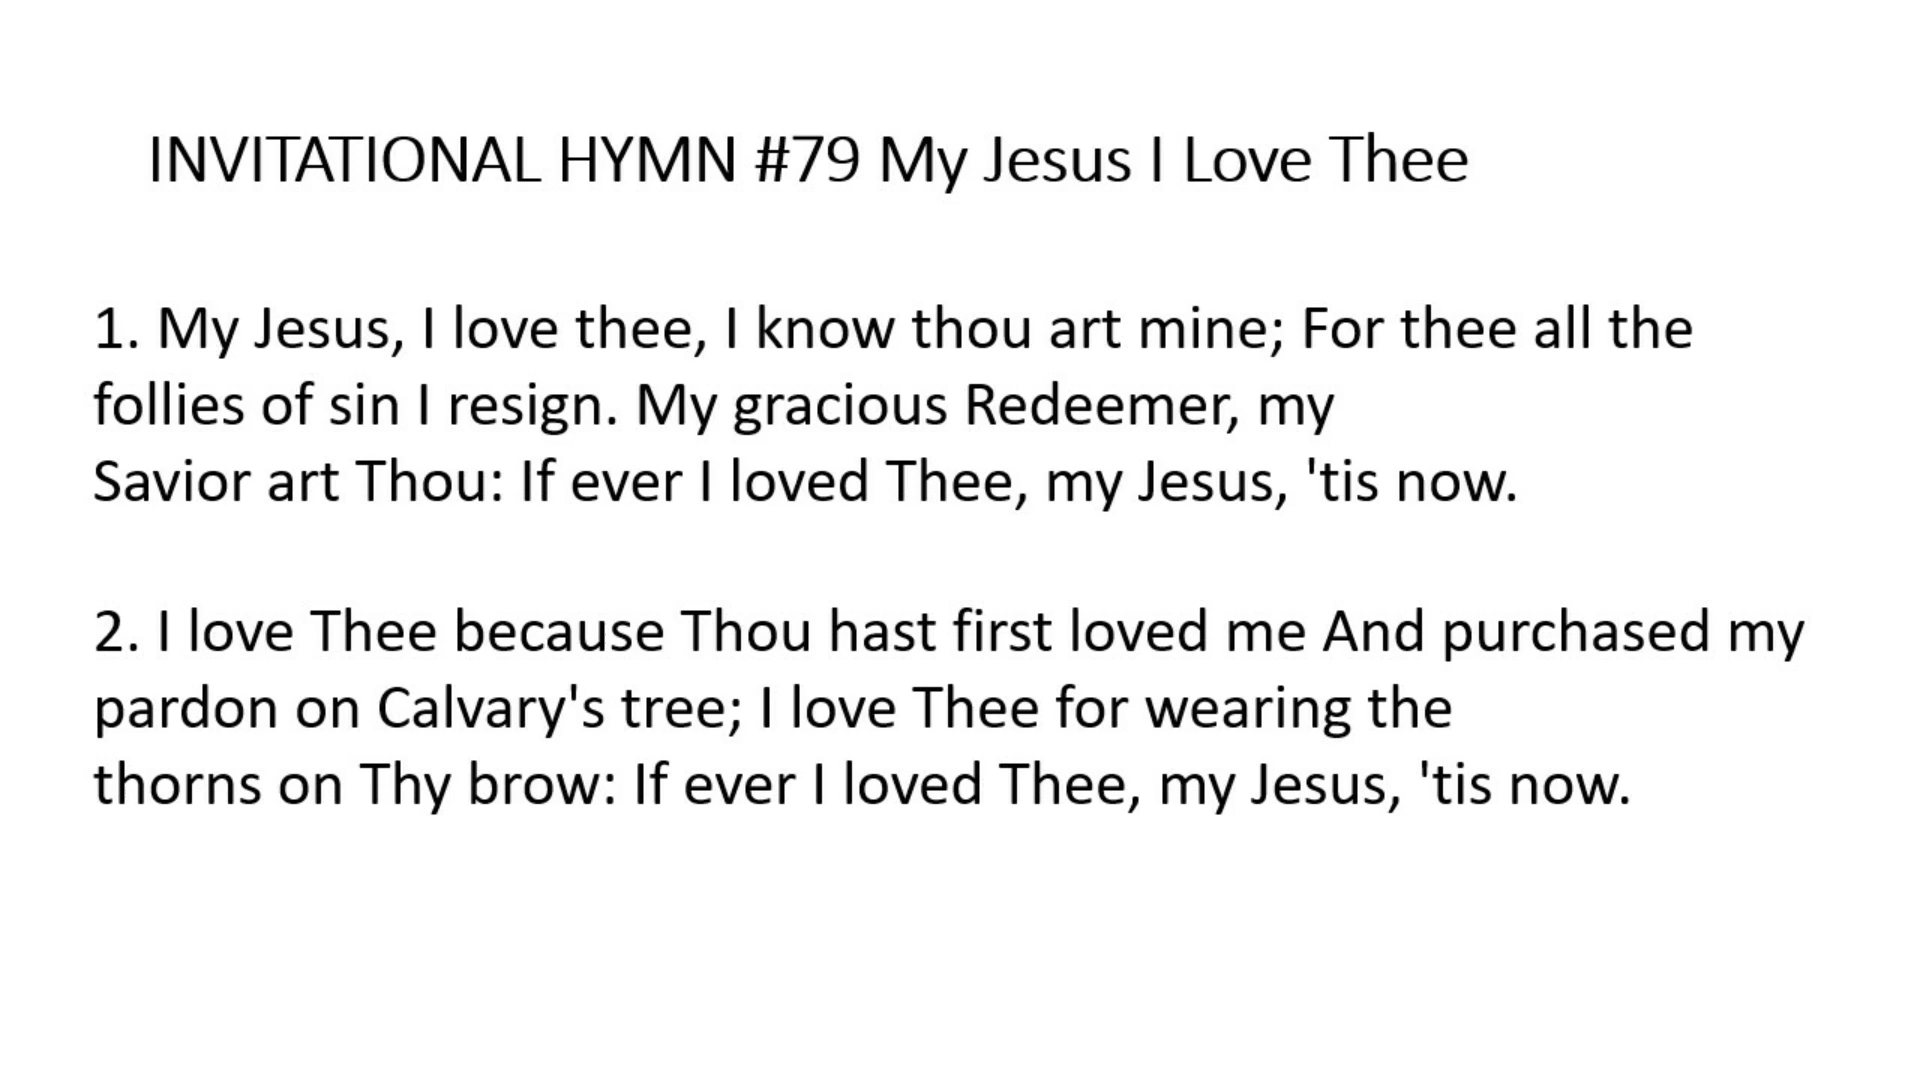 INVITATIONAL HYMN #79 My Jesus I Love Thee
1. My Jesus, I love thee, I know thou art mine; For thee all the
follies of sin I resign. My gracious Redeemer, my
Savior art Thou: If ever I loved Thee, my Jesus, 'tis now.
2. I love Thee because Thou hast first loved me And purchased my
pardon on Calvary's tree; I love Thee for wearing the
thorns on Thy brow: If ever I loved Thee, my Jesus, 'tis now.